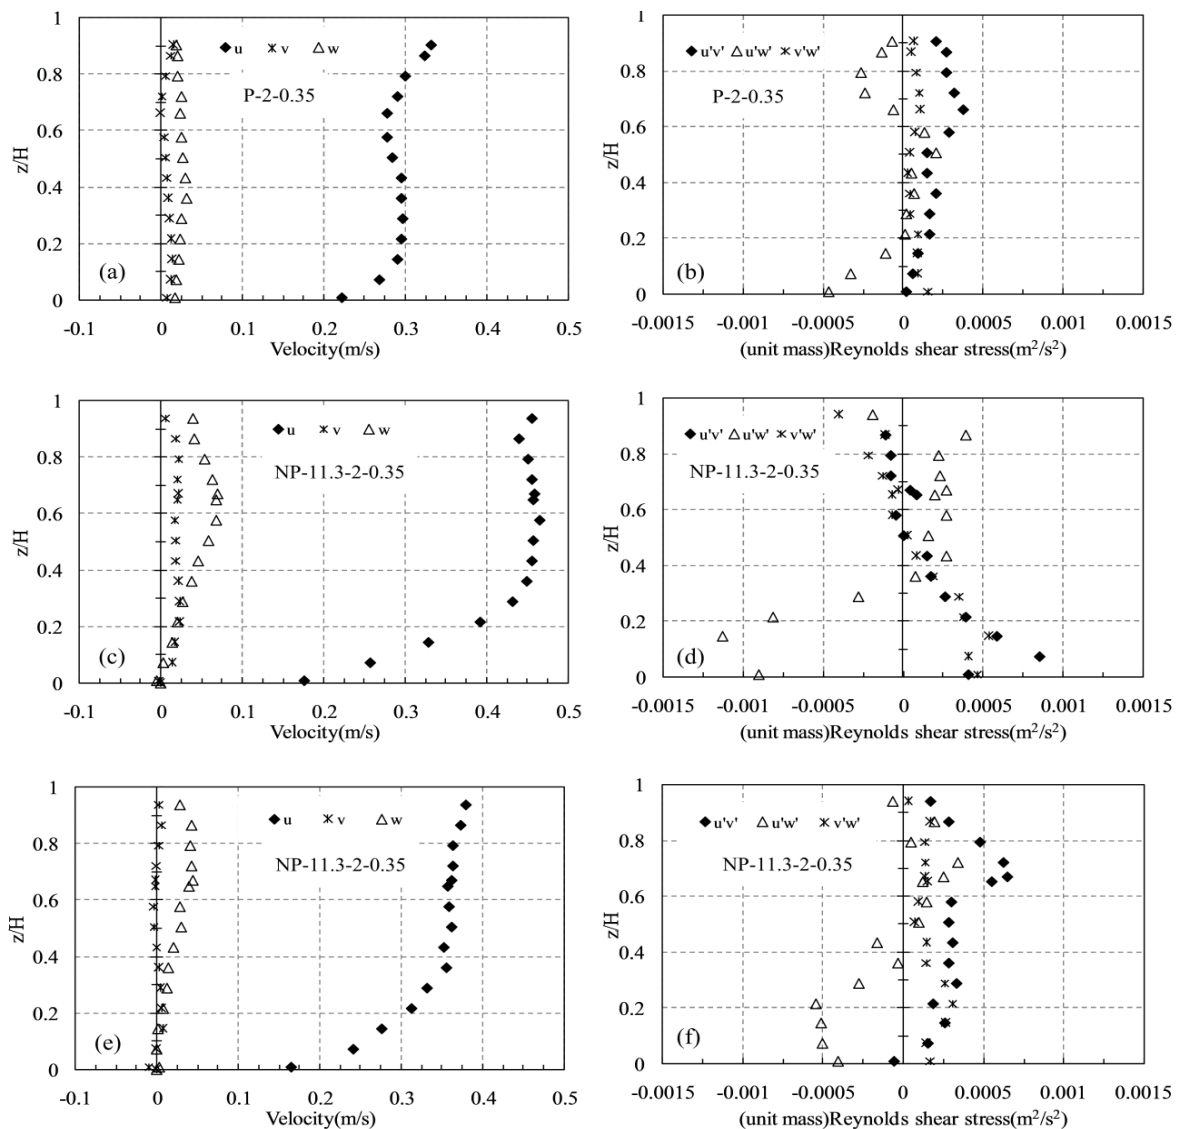 1
0.8
0.6
0.4
0.2
0
z/H
u v w
P-2-0.35
(a)
-0.1 0 0.1 0.2 0.3 0.4 0.5
Velocity(m/s)
1
0.8
0.6
0.4
0.2
0
z/H
u'v' u'w' v'w'
P-2-0.35
(b)
-0.0015 -0.001 -0.0005 0 0.0005 0.001 0.0015
(unit mass)Reynolds shear stress(m²/s²)
1
0.8
0.6
0.4
0.2
0
z/H
u v w
NP-11.3-2-0.35
(c)
-0.1 0 0.1 0.2 0.3 0.4 0.5
Velocity(m/s)
1
0.8
0.6
0.4
0.2
0
z/H
u'v' u'w' v'w'
NP-11.3-2-0.35
(d)
-0.0015 -0.001 -0.0005 0 0.0005 0.001 0.0015
(unit mass)Reynolds shear stress(m²/s²)
1
0.8
0.6
0.4
0.2
0
z/H
u v w
NP-11.3-2-0.35
(e)
-0.1 0 0.1 0.2 0.3 0.4 0.5
Velocity(m/s)
1
0.8
0.6
0.4
0.2
0
z/H
u'v' u'w' v'w'
NP-11.3-2-0.35
(f)
-0.0015 -0.001 -0.0005 0 0.0005 0.001 0.0015
(unit mass)Reynolds shear stress(m²/s²)